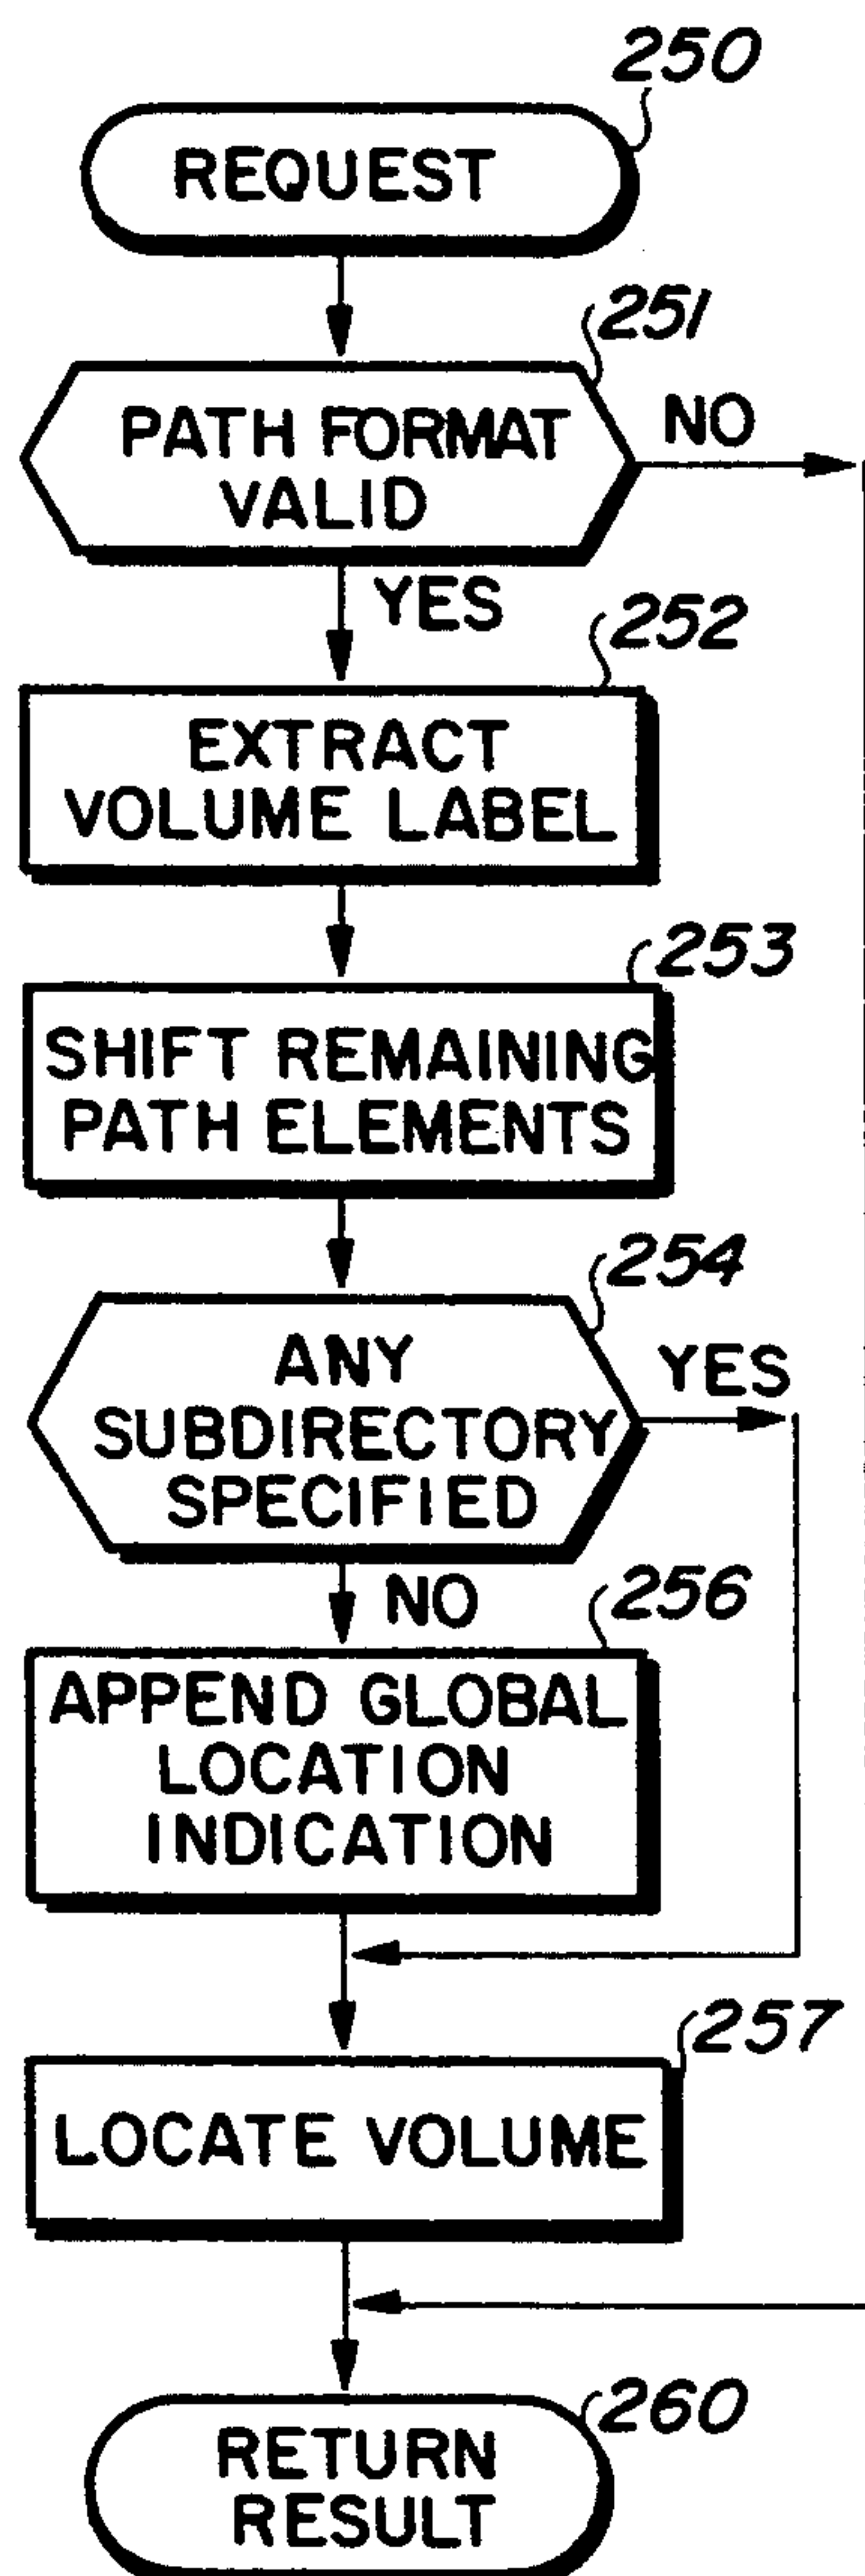 250
REQUEST
251
PATH FORMAT
VALID
NO
YES
252
EXTRACT
VOLUME LABEL
253
SHIFT REMAINING
PATH ELEMENTS
254
ANY
SUBDIRECTORY
SPECIFIED
YES
NO
256
APPEND GLOBAL
LOCATION
INDICATION
257
LOCATE VOLUME
260
RETURN
RESULT